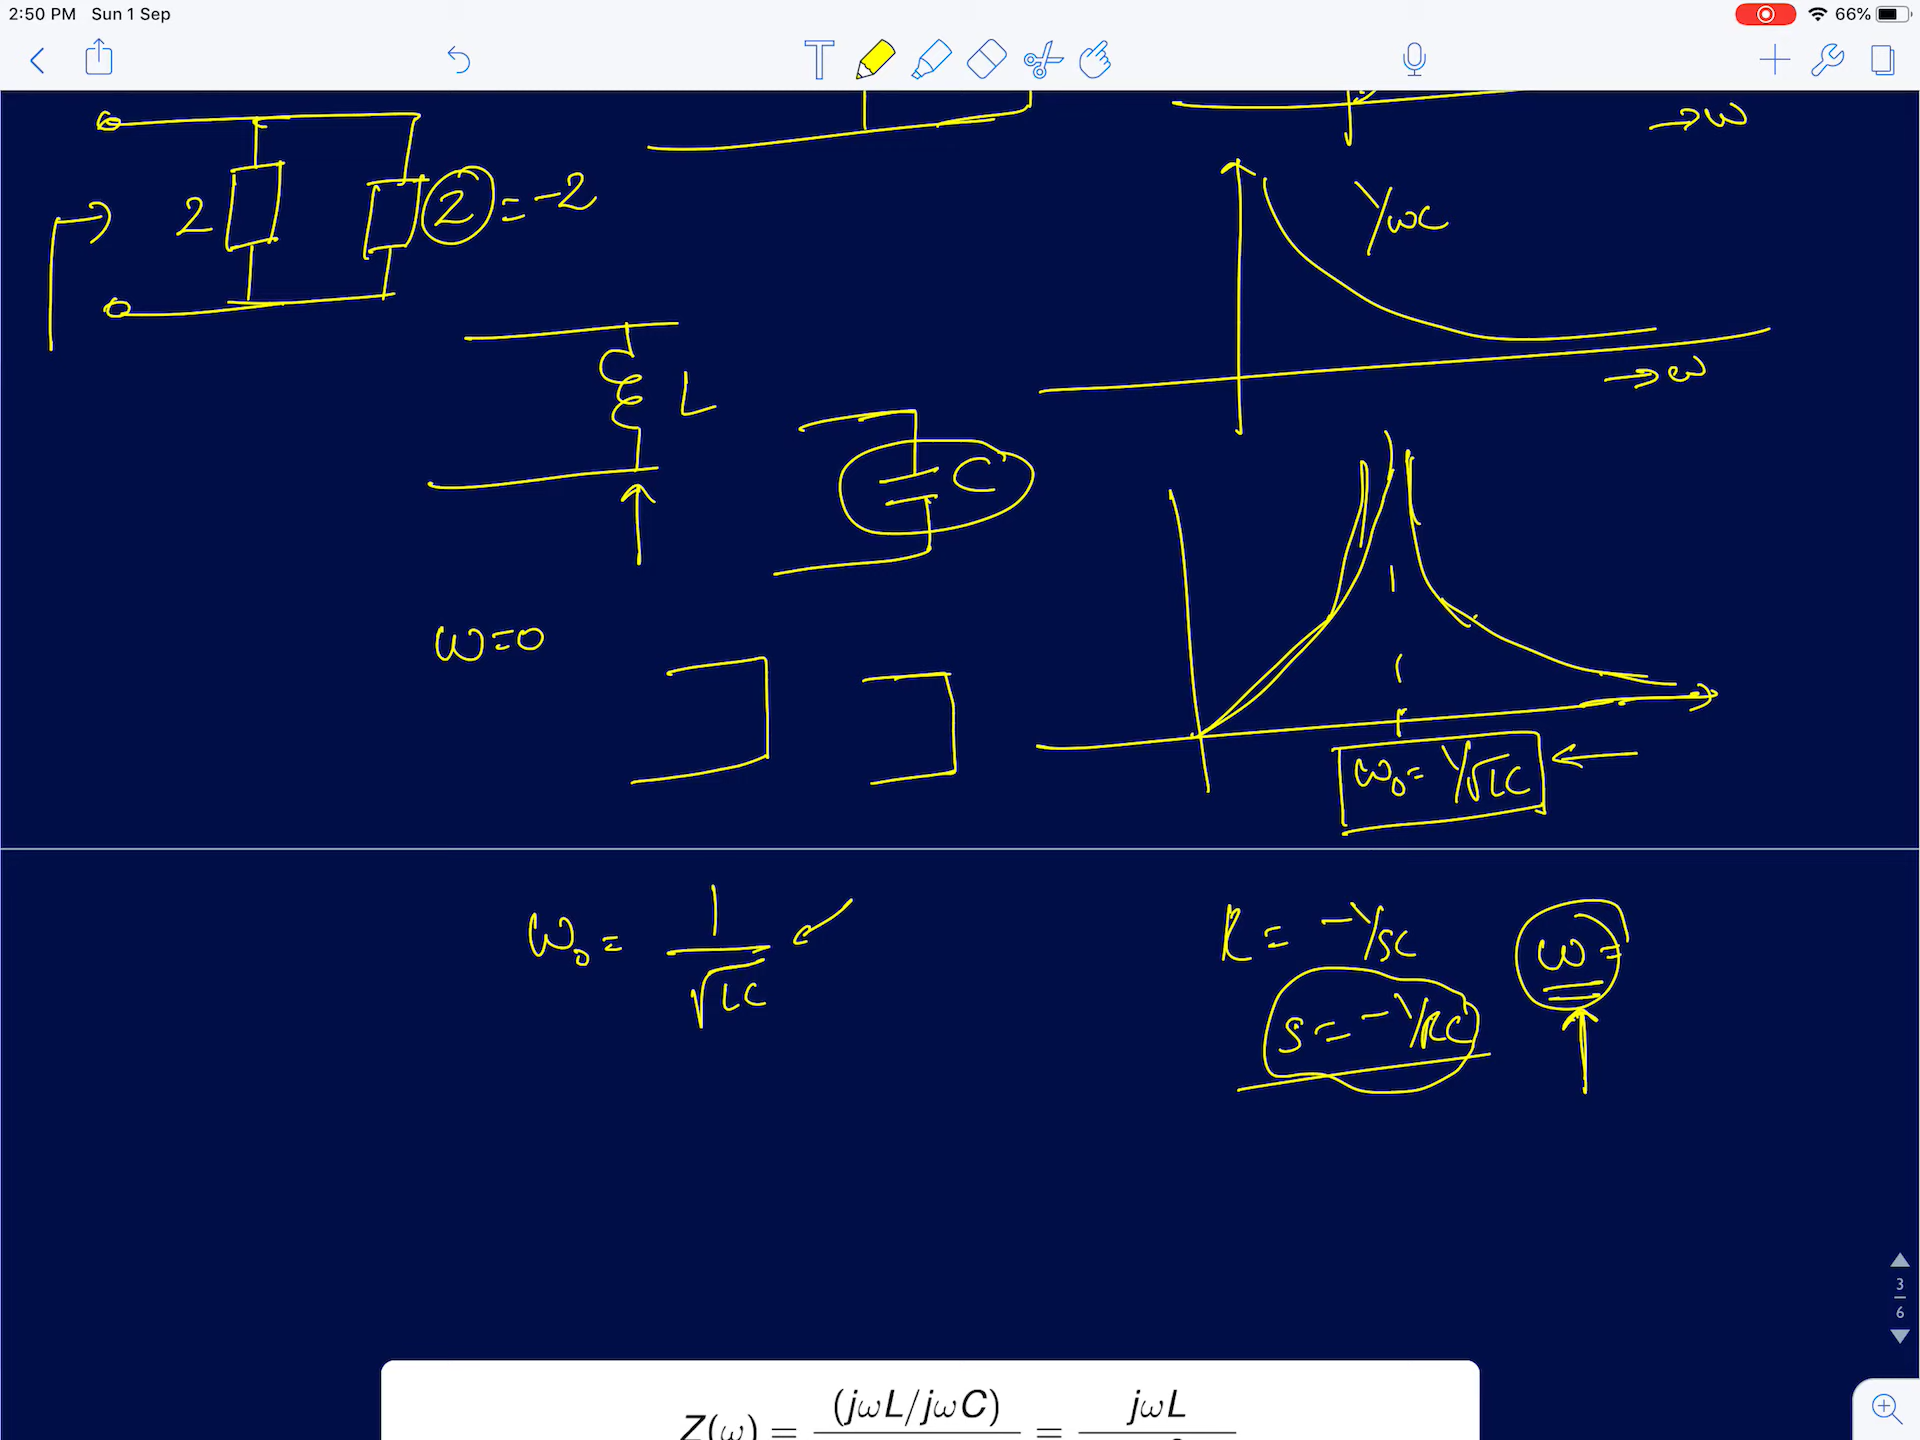 2:50 PM Sun 1 Sep
66%
T
→ω
2
2 = -2
1/ωC
→ω
L
C
ω=0
ω₀ = 1/√LC
ω₀ = 1/√LC
R = -1/sC
ω =
s = -1/RC
3
6
Z(ω) = (jωL/jωC) = jωL